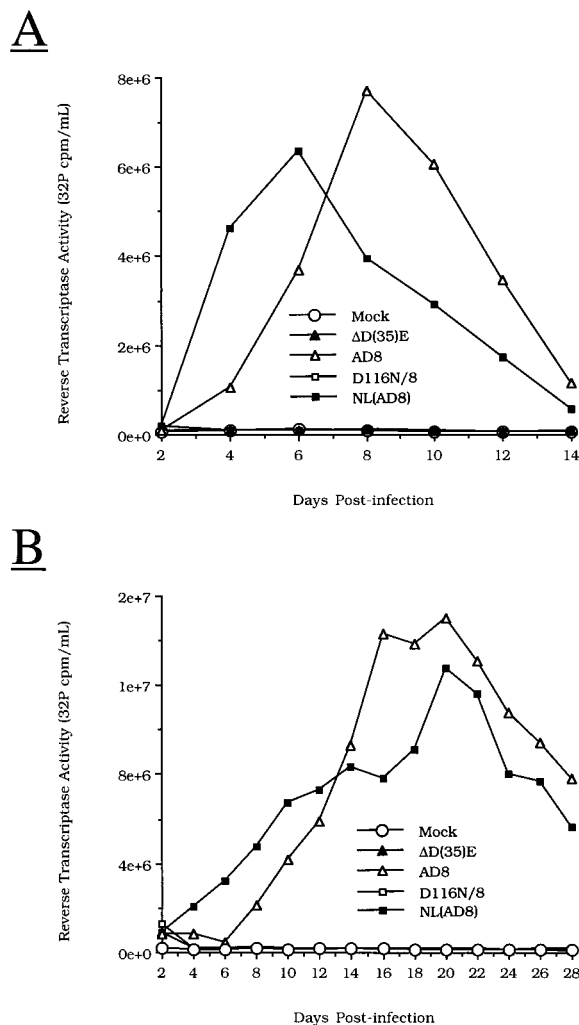 A
Reverse Transcriptase Activity (32P cpm/mL)
8e+6
6e+6
4e+6
2e+6
0e+0
Mock
ΔD(35)E
AD8
D116N/8
NL(AD8)
2 4 6 8 10 12 14
Days Post-infection
B
Reverse Transcriptase Activity (32P cpm/mL)
2e+7
1e+7
8e+6
4e+6
0e+0
Mock
ΔD(35)E
AD8
D116N/8
NL(AD8)
2 4 6 8 10 12 14 16 18 20 22 24 26 28
Days Post-infection